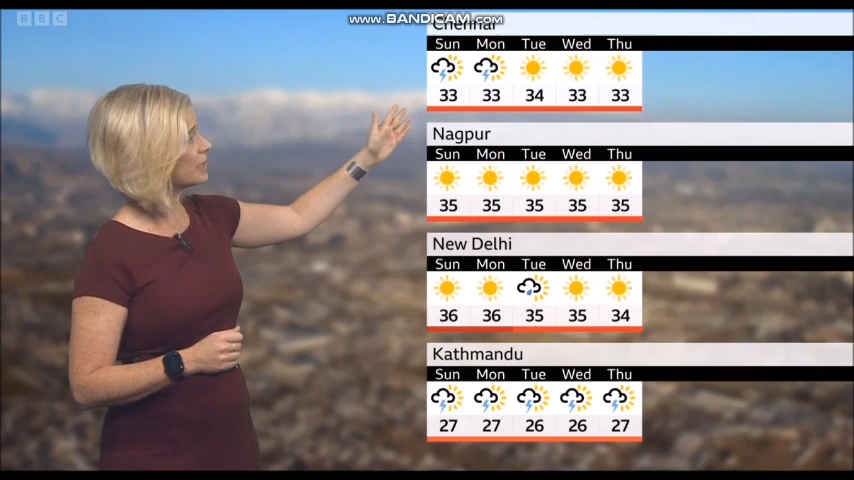 BBC
www.BANDICAM.com
Chennai
Sun Mon Tue Wed Thu
33 33 34 33 33
Nagpur
Sun Mon Tue Wed Thu
35 35 35 35 35
New Delhi
Sun Mon Tue Wed Thu
36 36 35 35 34
Kathmandu
Sun Mon Tue Wed Thu
27 27 26 26 27